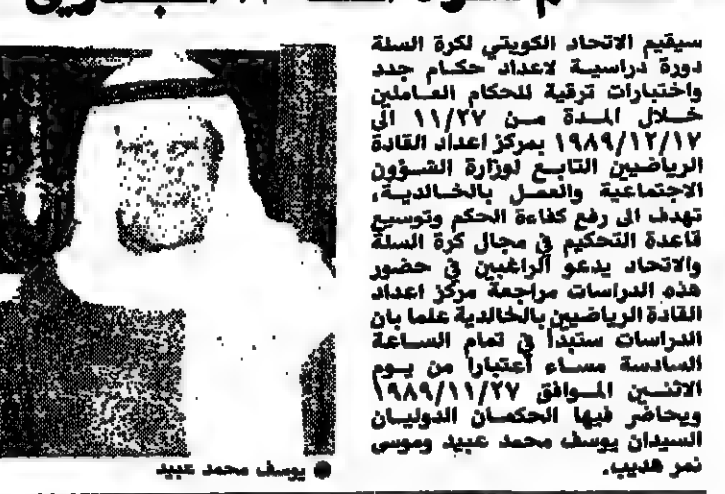 سيقيم الاتحاد الكويتي لكرة السلة
دورة دراسية لاعداد حكام جدد
واختبارات ترقية للحكام العاملين
خلال المدة من ١١/٢٧ الى
١٩٨٩/١٢/١٧ بمركز اعداد القادة
الرياضيين التابع لوزارة الشؤون
الاجتماعية والعمل بالخالدية،
تهدف الى رفع كفاءة الحكم وتوسيع
قاعدة التحكيم في مجال كرة السلة
والاتحاد يدعو الراغبين في حضور
هذه الدراسات مراجعة مركز اعداد
القادة الرياضيين بالخالدية علما بان
الدراسات ستبدأ في تمام الساعة
السادسة مساء أعتبارا من يوم
الاثنين الموافق ١٩٨٩/١١/٢٧
ويحاضر فيها الحكمان الدوليان
السيدان يوسف محمد عبيد وموسى
نمر هديب.
يوسف محمد عبيد